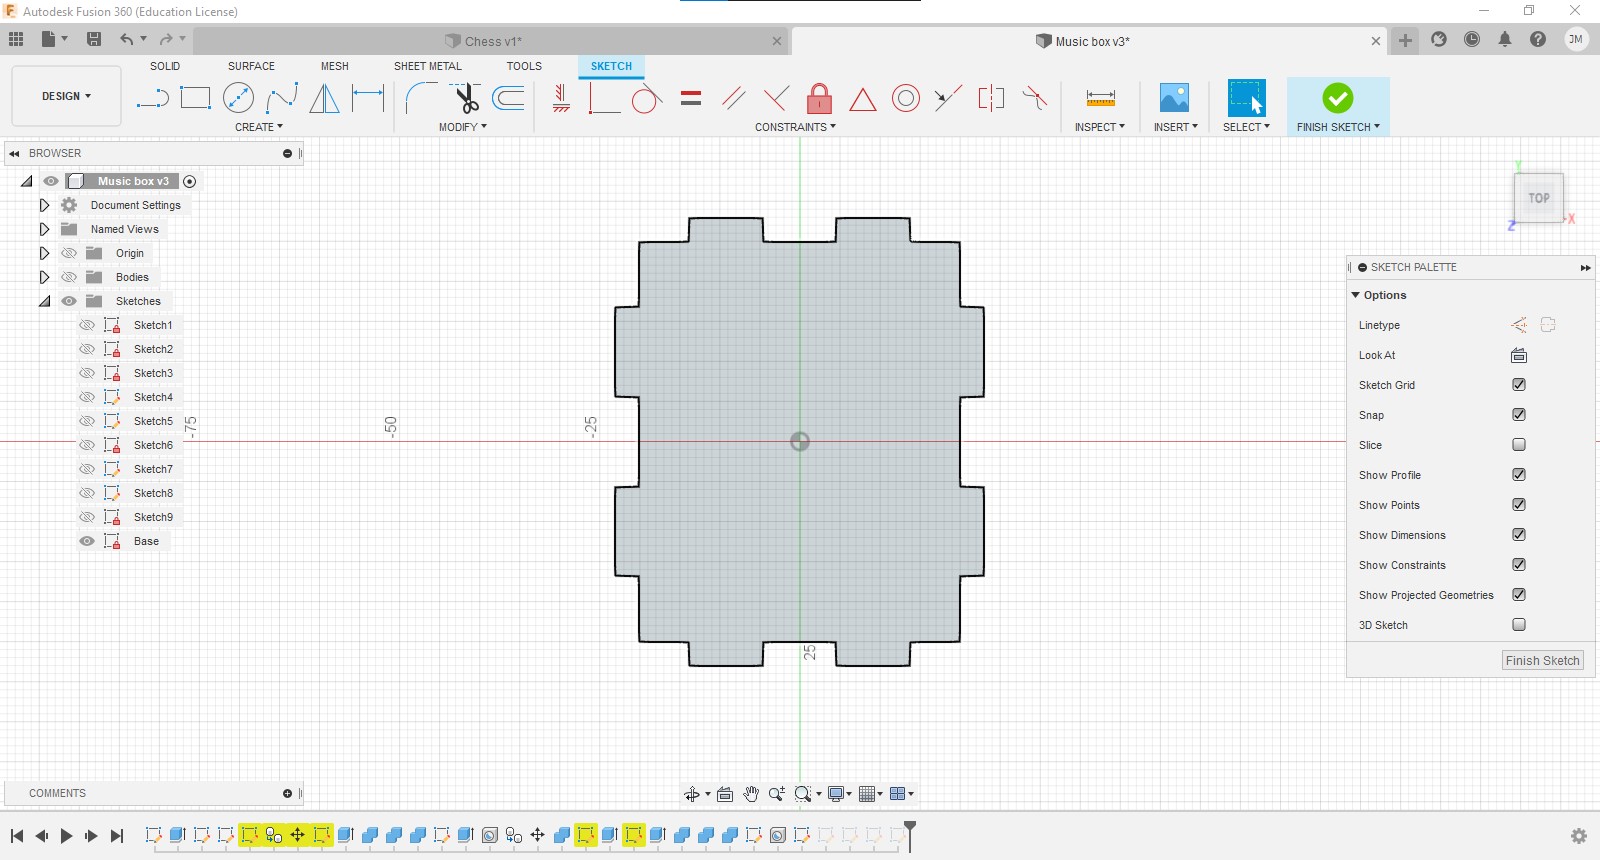 Autodesk Fusion 360 (Education License)
Chess v1*
Music box v3*
JM
DESIGN
SOLID
SURFACE
MESH
SHEET METAL
TOOLS
SKETCH
CREATE
MODIFY
CONSTRAINTS
INSPECT
INSERT
SELECT
FINISH SKETCH
BROWSER
Music box v3
Document Settings
Named Views
Origin
Bodies
Sketches
Sketch1
Sketch2
Sketch3
Sketch4
Sketch5
Sketch6
Sketch7
Sketch8
Sketch9
Base
-75
-50
-25
25
Y
TOP
Z
X
SKETCH PALETTE
Options
Linetype
Look At
Sketch Grid
Snap
Slice
Show Profile
Show Points
Show Dimensions
Show Constraints
Show Projected Geometries
3D Sketch
Finish Sketch
COMMENTS